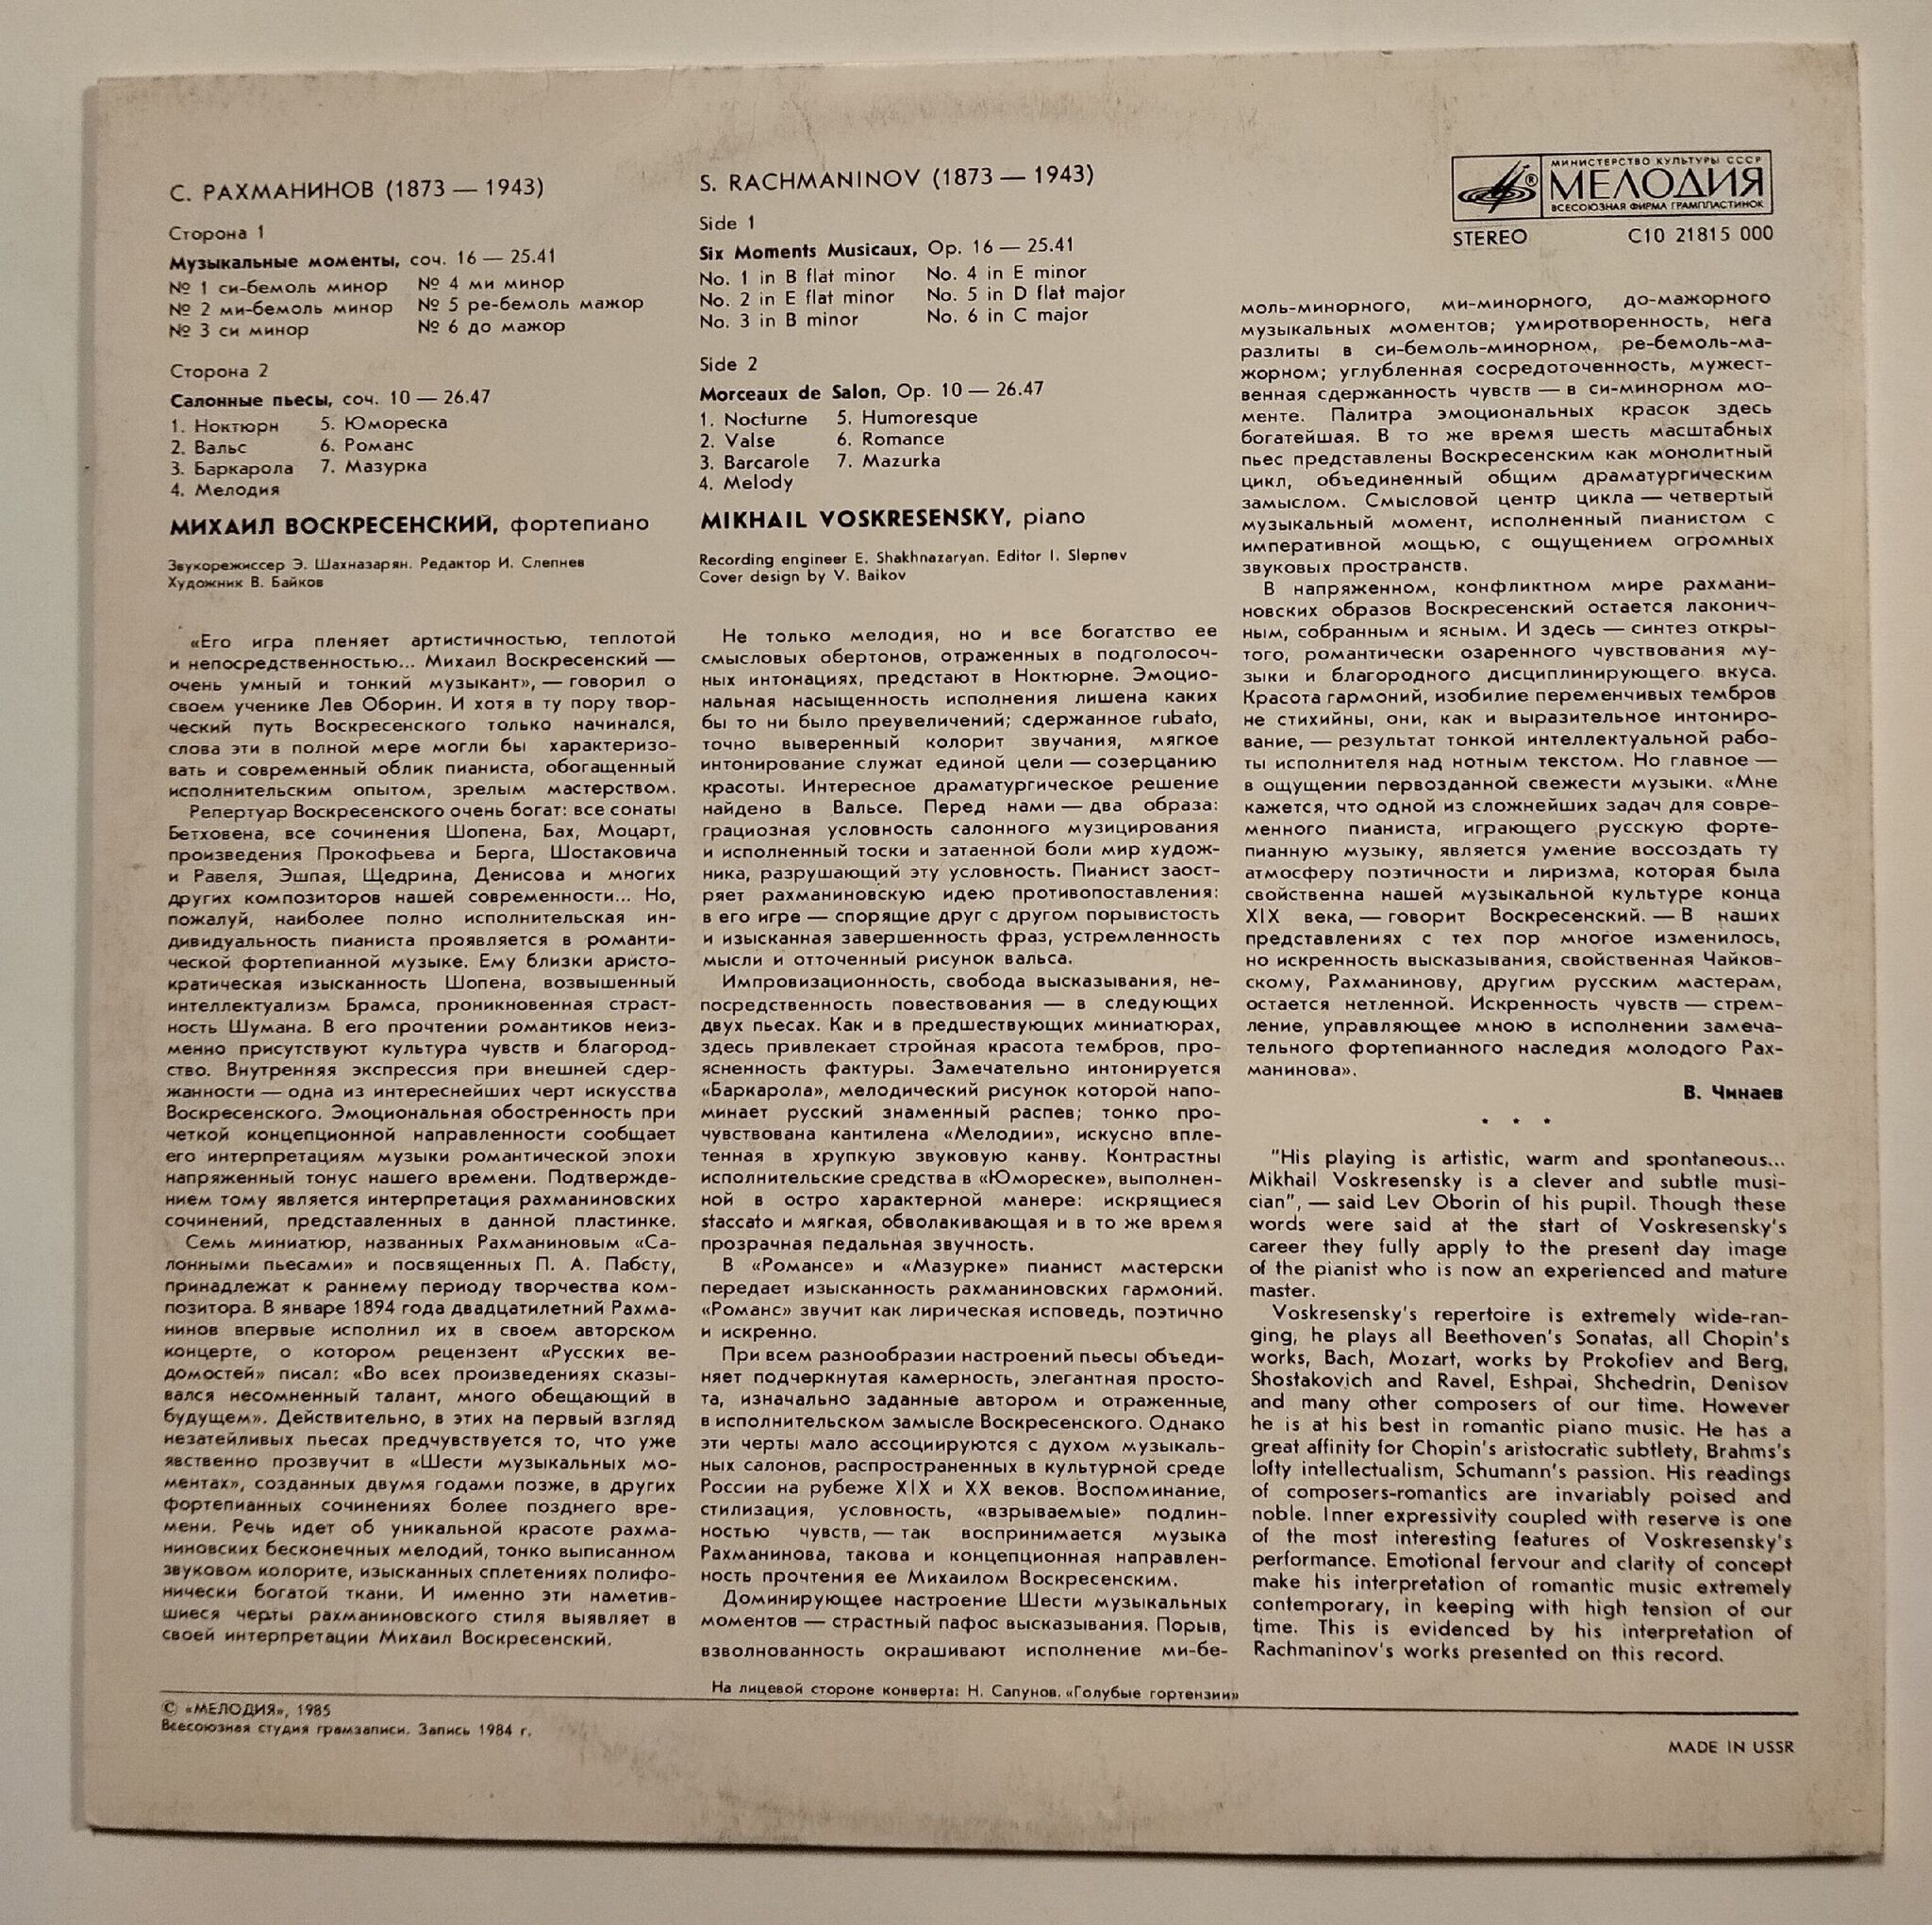 С. РАХМАНИНОВ (1873 — 1943)
Сторона 1
Музыкальные моменты, соч. 16 — 25.41
№ 1 си-бемоль минор
№ 2 ми-бемоль минор
№ 3 си минор
№ 4 ми минор
№ 5 ре-бемоль мажор
№ 6 до мажор
Сторона 2
Салонные пьесы, соч. 10 — 26.47
1. Ноктюрн
2. Вальс
3. Баркарола
4. Мелодия
5. Юмореска
6. Романс
7. Мазурка
МИХАИЛ ВОСКРЕСЕНСКИЙ, фортепиано
Звукорежиссер Э. Шахназарян. Редактор И. Слепнев
Художник В. Байков
S. RACHMANINOV (1873 — 1943)
Side 1
Six Moments Musicaux, Op. 16 — 25.41
No. 1 in B flat minor
No. 2 in E flat minor
No. 3 in B minor
No. 4 in E minor
No. 5 in D flat major
No. 6 in C major
Side 2
Morceaux de Salon, Op. 10 — 26.47
1. Nocturne
2. Valse
3. Barcarole
4. Melody
5. Humoresque
6. Romance
7. Mazurka
MIKHAIL VOSKRESENSKY, piano
Recording engineer E. Shakhnazaryan. Editor I. Slepnev
Cover design by V. Baikov
МИНИСТЕРСТВО КУЛЬТУРЫ СССР
МЕЛОДИЯ
ВСЕСОЮЗНАЯ ФИРМА ГРАМПЛАСТИНОК
STEREO
С10 21815 000
«Его игра пленяет артистичностью, теплотой
и непосредственностью... Михаил Воскресенский —
очень умный и тонкий музыкант», — говорил о
своем ученике Лев Оборин. И хотя в ту пору твор-
ческий путь Воскресенского только начинался,
слова эти в полной мере могли бы характеризо-
вать и современный облик пианиста, обогащенный
исполнительским опытом, зрелым мастерством.
Репертуар Воскресенского очень богат: все сонаты
Бетховена, все сочинения Шопена, Бах, Моцарт,
произведения Прокофьева и Берга, Шостаковича
и Равеля, Эшпая, Щедрина, Денисова и многих
других композиторов нашей современности... Но,
пожалуй, наиболее полно исполнительская ин-
дивидуальность пианиста проявляется в романти-
ческой фортепианной музыке. Ему близки аристо-
кратическая изысканность Шопена, возвышенный
интеллектуализм Брамса, проникновенная страст-
ность Шумана. В его прочтении романтиков неиз-
менно присутствуют культура чувств и благород-
ство. Внутренняя экспрессия при внешней сдер-
жанности — одна из интереснейших черт искусства
Воскресенского. Эмоциональная обостренность при
четкой концепционной направленности сообщает
его интерпретациям музыки романтической эпохи
напряженный тонус нашего времени. Подтвержде-
нием тому является интерпретация рахманиновских
сочинений, представленных в данной пластинке.
Семь миниатюр, названных Рахманиновым «Са-
лонными пьесами» и посвященных П. А. Пабсту,
принадлежат к раннему периоду творчества ком-
позитора. В январе 1894 года двадцатилетний Рахма-
нинов впервые исполнил их в своем авторском
концерте, о котором рецензент «Русских ве-
домостей» писал: «Во всех произведениях сказы-
вался несомненный талант, много обещающий в
будущем». Действительно, в этих на первый взгляд
незатейливых пьесах предчувствуется то, что уже
явственно прозвучит в «Шести музыкальных мо-
ментах», созданных двумя годами позже, в других
фортепианных сочинениях более позднего вре-
мени. Речь идет об уникальной красоте рахма-
ниновских бесконечных мелодий, тонко выписанном
звуковом колорите, изысканных сплетениях полифо-
нически богатой ткани. И именно эти наметив-
шиеся черты рахманиновского стиля выявляет в
своей интерпретации Михаил Воскресенский.
Не только мелодия, но и все богатство ее
смысловых обертонов, отраженных в подголосоч-
ных интонациях, предстают в Ноктюрне. Эмоцио-
нальная насыщенность исполнения лишена каких
бы то ни было преувеличений; сдержанное rubato,
точно выверенный колорит звучания, мягкое
интонирование служат единой цели — созерцанию
красоты. Интересное драматургическое решение
найдено в Вальсе. Перед нами — два образа:
грациозная условность салонного музицирования
и исполненный тоски и затаенной боли мир худож-
ника, разрушающий эту условность. Пианист заост-
ряет рахманиновскую идею противопоставления:
в его игре — спорящие друг с другом порывистость
и изысканная завершенность фраз, устремленность
мысли и отточенный рисунок вальса.
Импровизационность, свобода высказывания, не-
посредственность повествования — в следующих
двух пьесах. Как и в предшествующих миниатюрах,
здесь привлекает стройная красота тембров, про-
ясненность фактуры. Замечательно интонируется
«Баркарола», мелодический рисунок которой напо-
минает русский знаменный распев; тонко про-
чувствована кантилена «Мелодии», искусно впле-
тенная в хрупкую звуковую канву. Контрастны
исполнительские средства в «Юмореске», выполнен-
ной в остро характерной манере: искрящиеся
staccato и мягкая, обволакивающая и в то же время
прозрачная педальная звучность.
В «Романсе» и «Мазурке» пианист мастерски
передает изысканность рахманиновских гармоний.
«Романс» звучит как лирическая исповедь, поэтично
и искренно.
При всем разнообразии настроений пьесы объеди-
няет подчеркнутая камерность, элегантная просто-
та, изначально заданные автором и отраженные,
в исполнительском замысле Воскресенского. Однако
эти черты мало ассоциируются с духом музыкаль-
ных салонов, распространенных в культурной среде
России на рубеже XIX и XX веков. Воспоминание,
стилизация, условность, «взрываемые» подлин-
ностью чувств, — так воспринимается музыка
Рахманинова, такова и концепционная направлен-
ность прочтения ее Михаилом Воскресенским.
Доминирующее настроение Шести музыкальных
моментов — страстный пафос высказывания. Порыв,
взволнованность окрашивают исполнение ми-бе-
моль-минорного, ми-минорного, до-мажорного
музыкальных моментов; умиротворенность, нега
разлиты в си-бемоль-минорном, ре-бемоль-ма-
жорном; углубленная сосредоточенность, мужест-
венная сдержанность чувств — в си-минорном мо-
менте. Палитра эмоциональных красок здесь
богатейшая. В то же время шесть масштабных
пьес представлены Воскресенским как монолитный
цикл, объединенный общим драматургическим
замыслом. Смысловой центр цикла — четвертый
музыкальный момент, исполненный пианистом с
императивной мощью, с ощущением огромных
звуковых пространств.
В напряженном, конфликтном мире рахмани-
новских образов Воскресенский остается лаконич-
ным, собранным и ясным. И здесь — синтез откры-
того, романтически озаренного чувствования му-
зыки и благородного дисциплинирующего вкуса.
Красота гармоний, изобилие переменчивых тембров
не стихийны, они, как и выразительное интониро-
вание, — результат тонкой интеллектуальной рабо-
ты исполнителя над нотным текстом. Но главное —
в ощущении первозданной свежести музыки. «Мне
кажется, что одной из сложнейших задач для совре-
менного пианиста, играющего русскую форте-
пианную музыку, является умение воссоздать ту
атмосферу поэтичности и лиризма, которая была
свойственна нашей музыкальной культуре конца
XIX века, — говорит Воскресенский. — В наших
представлениях с тех пор многое изменилось,
но искренность высказывания, свойственная Чайков-
скому, Рахманинову, другим русским мастерам,
остается нетленной. Искренность чувств — стрем-
ление, управляющее мною в исполнении замеча-
тельного фортепианного наследия молодого Рах-
манинова».
В. Чинаев
* * *
"His playing is artistic, warm and spontaneous...
Mikhail Voskresensky is a clever and subtle musi-
cian", — said Lev Oborin of his pupil. Though these
words were said at the start of Voskresensky's
career they fully apply to the present day image
of the pianist who is now an experienced and mature
master.
Voskresensky's repertoire is extremely wide-ran-
ging, he plays all Beethoven's Sonatas, all Chopin's
works, Bach, Mozart, works by Prokofiev and Berg,
Shostakovich and Ravel, Eshpai, Shchedrin, Denisov
and many other composers of our time. However
he is at his best in romantic piano music. He has a
great affinity for Chopin's aristocratic subtlety, Brahms's
lofty intellectualism, Schumann's passion. His readings
of composers-romantics are invariably poised and
noble. Inner expressivity coupled with reserve is one
of the most interesting features of Voskresensky's
performance. Emotional fervour and clarity of concept
make his interpretation of romantic music extremely
contemporary, in keeping with high tension of our
time. This is evidenced by his interpretation of
Rachmaninov's works presented on this record.
На лицевой стороне конверта: Н. Сапунов. «Голубые гортензии»
© «МЕЛОДИЯ», 1985
Всесоюзная студия грамзаписи. Запись 1984 г.
MADE IN USSR